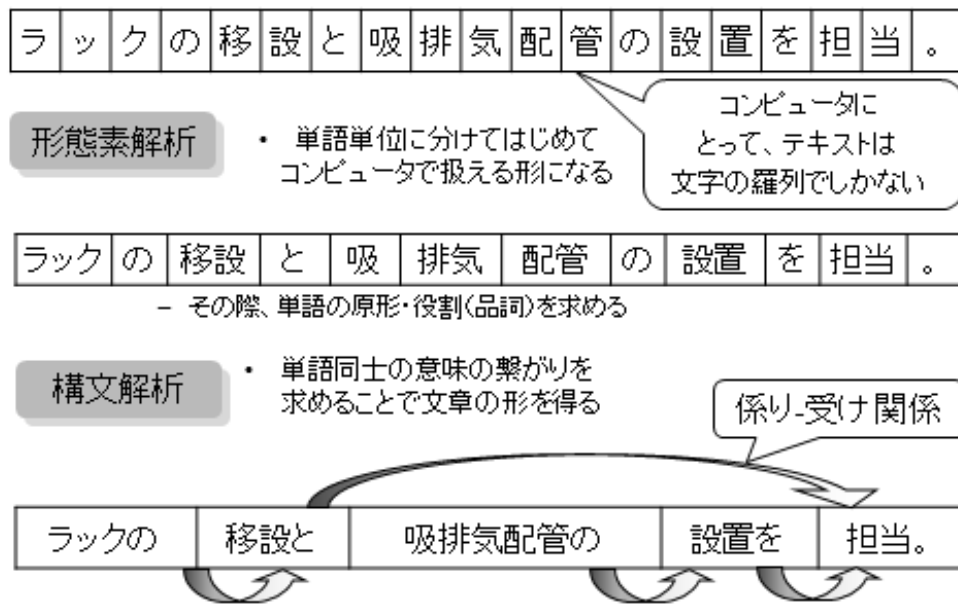 ラックの移設と吸排気配管の設置を担当。
コンピュータに
とって、テキストは
文字の羅列でしかない
形態素解析
・ 単語単位に分けてはじめて
コンピュータで扱える形になる
ラック の 移設 と 吸 排気 配管 の 設置 を 担当 。
– その際、単語の原形・役割(品詞)を求める
構文解析
・ 単語同士の意味の繋がりを
求めることで文章の形を得る
係り-受け関係
ラックの 移設と 吸排気配管の 設置を 担当。